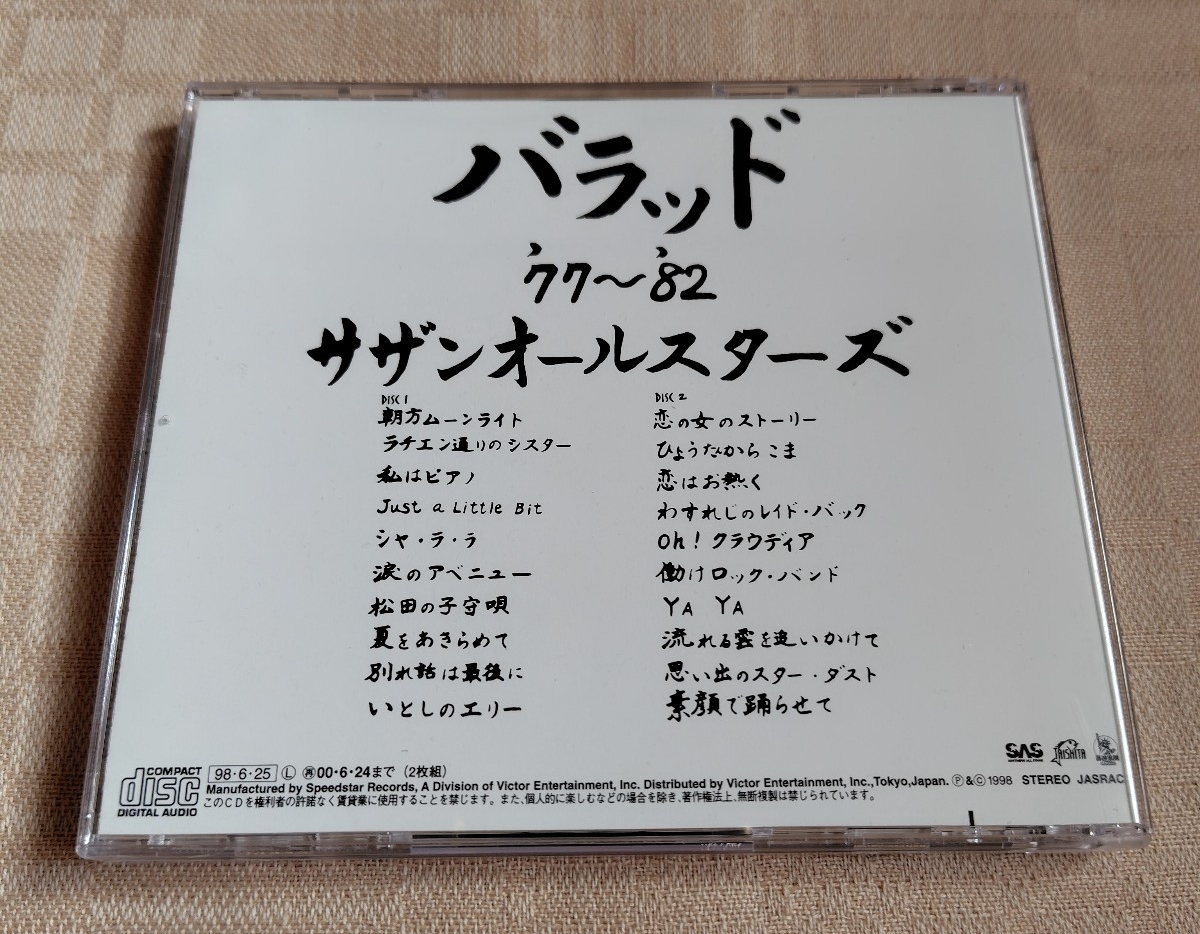 バラッド
'77〜'82
サザンオールスターズ
DISC 1
朝方ムーンライト
ラチエン通りのシスター
私はピアノ
Just a Little Bit
シャ・ラ・ラ
涙のアベニュー
松田の子守唄
夏をあきらめて
別れ話は最後に
いとしのエリー
DISC 2
恋の女のストーリー
ひょうたんからこま
恋はお熱く
わすれじのレイド・バック
Oh! クラウディア
働けロック・バンド
YA YA
流れる雲を追いかけて
思い出のスター・ダスト
素顔で踊らせて
SAS
TAISHITA
COMPACT
disc
DIGITAL AUDIO
98・6・25 Ⓛ ㊢00・6・24まで (2枚組)
Manufactured by Speedstar Records, A Division of Victor Entertainment, Inc. Distributed by Victor Entertainment, Inc.,Tokyo,Japan. Ⓟ&Ⓒ1998 STEREO JASRAC
このCDを権利者の許諾なく賃貸業に使用することを禁じます。また、個人的に楽しむなどの場合を除き、著作権法上、無断複製は禁じられています。